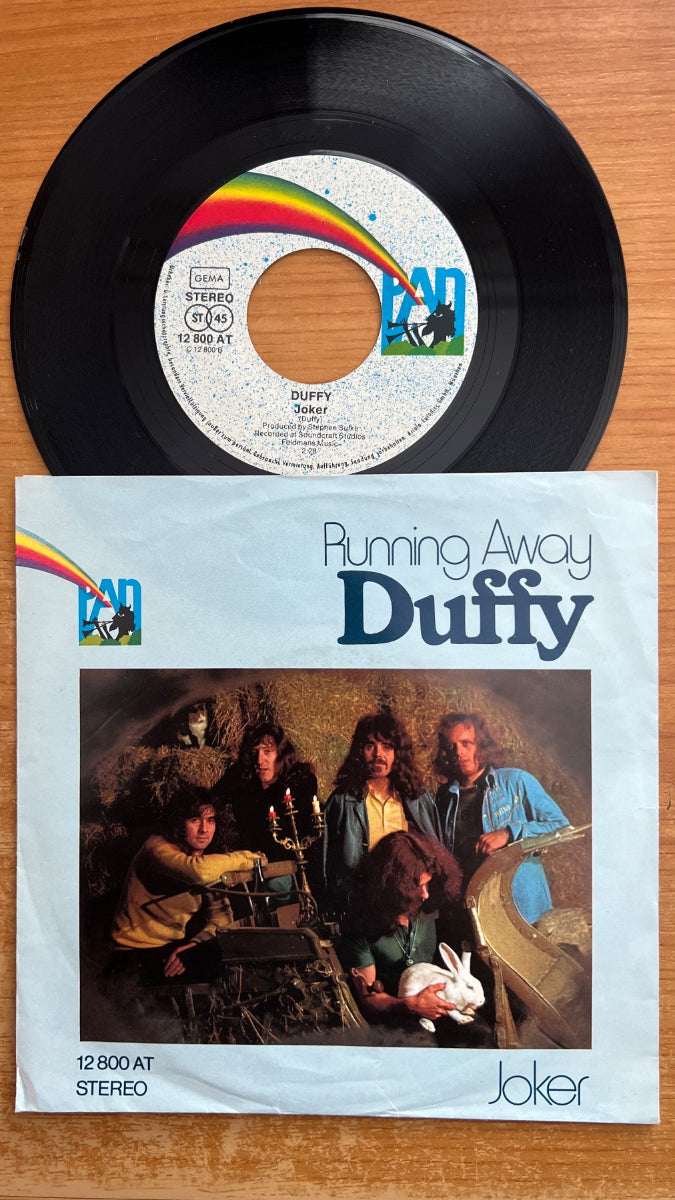 PAN
GEMA
STEREO
ST 45
12 800 AT
C 12 800 B
DUFFY
Joker
(Duffy)
Produced by Stephen Sulke
Recorded at Soundcraft Studios
Feldmans Music
2:28
Running Away
Duffy
PAN
12 800 AT
STEREO
Joker